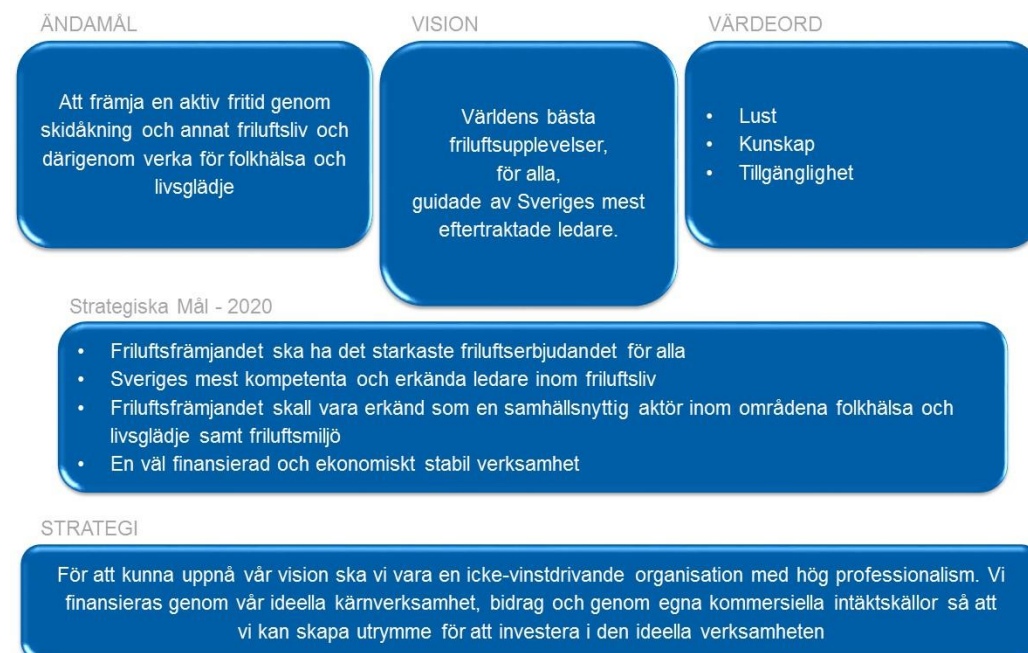 ÄNDAMÅL
Att främja en aktiv fritid genom
skidåkning och annat friluftsliv och
därigenom verka för folkhälsa och
livsglädje
VISION
Världens bästa
friluftsupplevelser,
för alla,
guidade av Sveriges mest
eftertraktade ledare.
VÄRDEORD
• Lust
• Kunskap
• Tillgänglighet
Strategiska Mål - 2020
• Friluftsfrämjandet ska ha det starkaste friluftserbjudandet för alla
• Sveriges mest kompetenta och erkända ledare inom friluftsliv
• Friluftsfrämjandet skall vara erkänd som en samhällsnyttig aktör inom områdena folkhälsa och
livsglädje samt friluftsmiljö
• En väl finansierad och ekonomiskt stabil verksamhet
STRATEGI
För att kunna uppnå vår vision ska vi vara en icke-vinstdrivande organisation med hög professionalism. Vi
finansieras genom vår ideella kärnverksamhet, bidrag och genom egna kommersiella intäktskällor så att
vi kan skapa utrymme för att investera i den ideella verksamheten